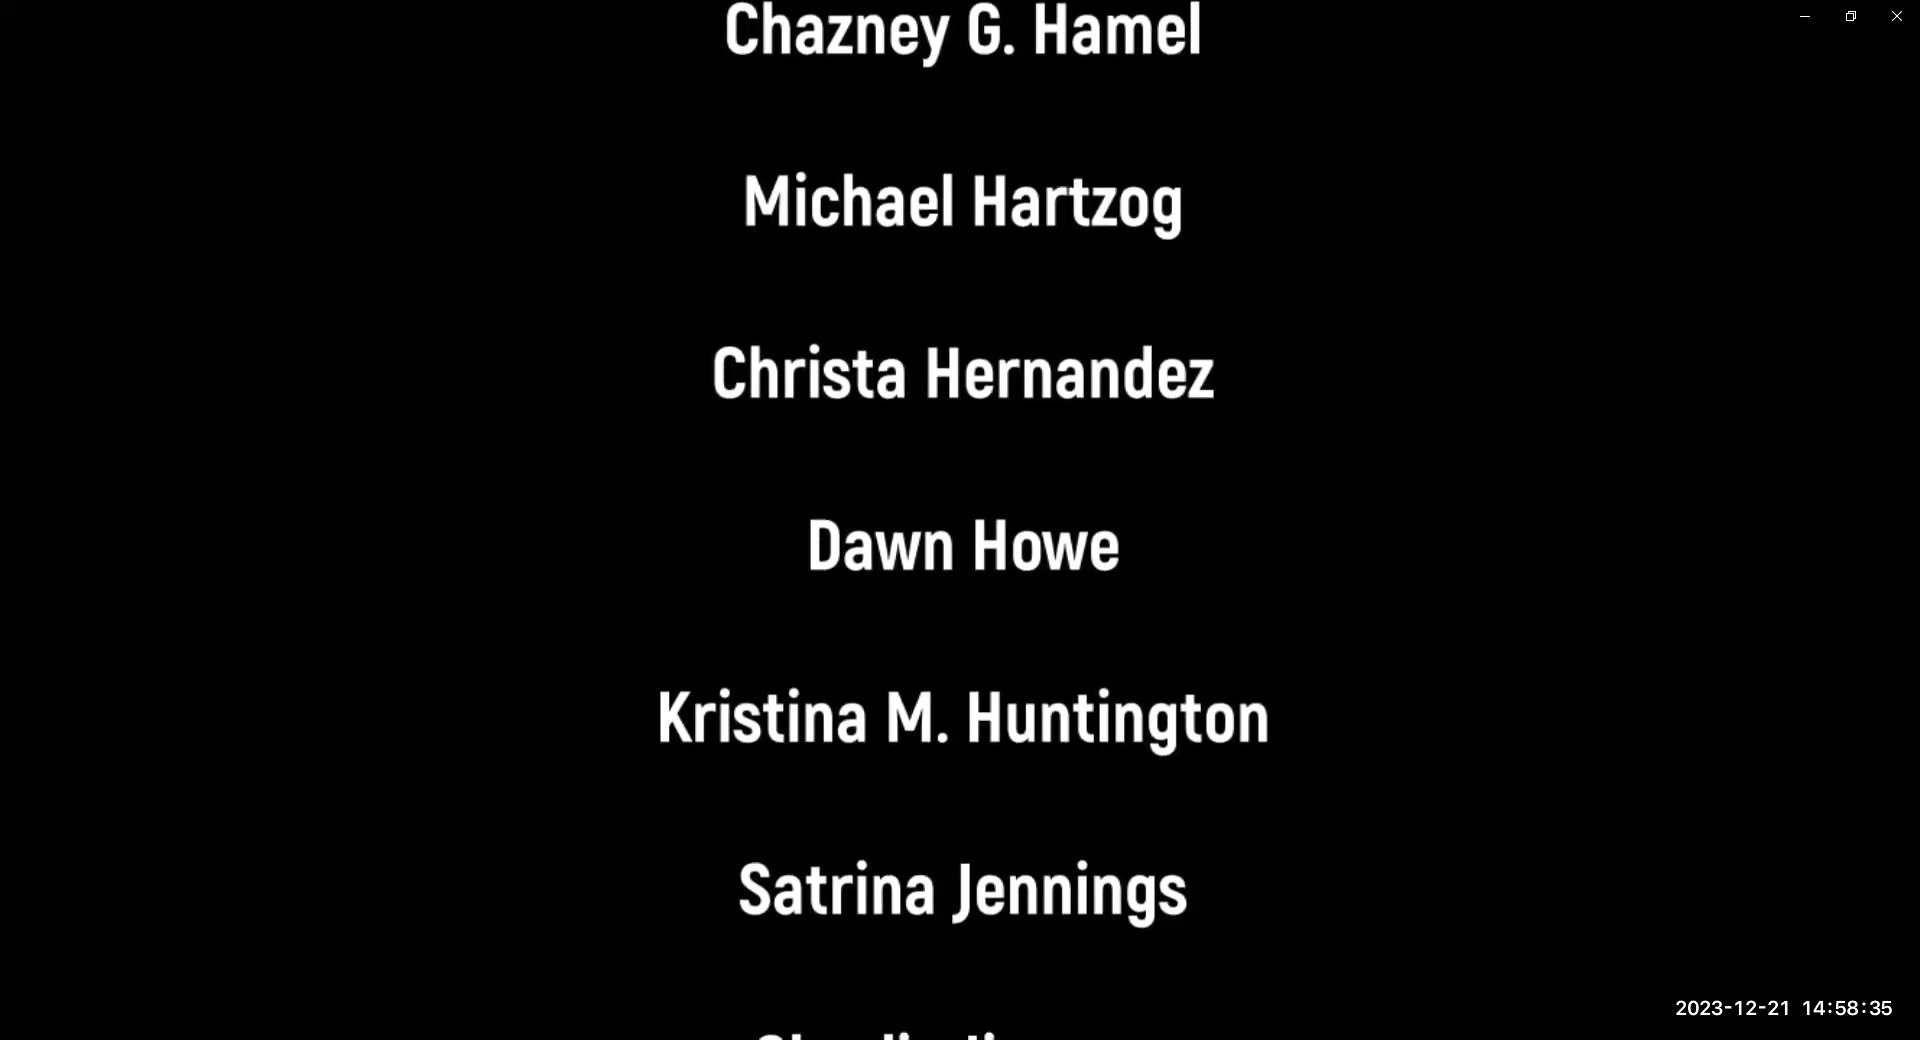 Chazney G. Hamel
Michael Hartzog
Christa Hernandez
Dawn Howe
Kristina M. Huntington
Satrina Jennings
2023-12-21 14:58:35